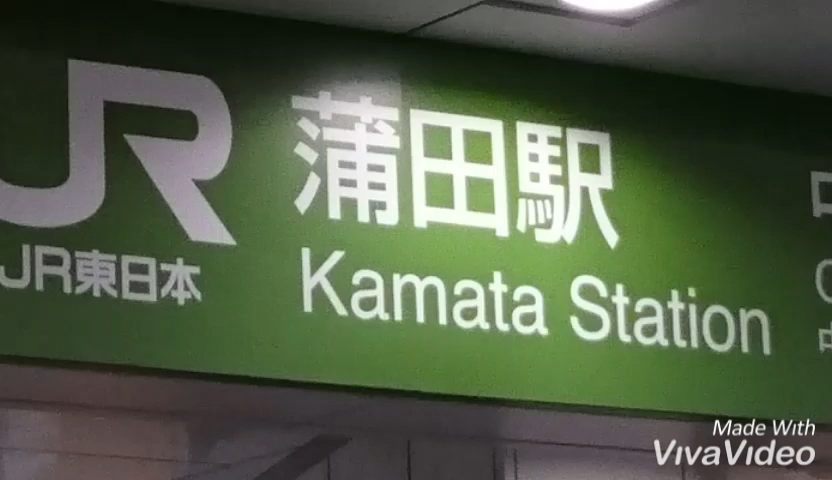 JR
JR東日本
蒲田駅
Kamata Station
Made With
VivaVideo